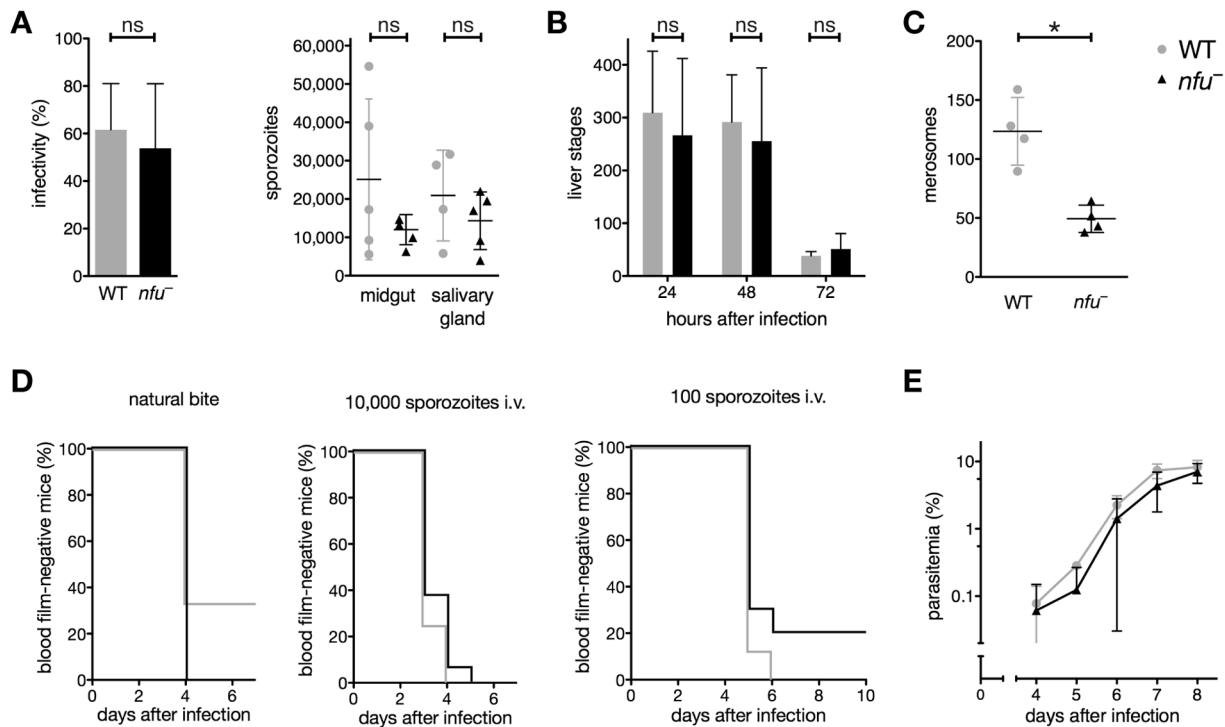 A
100
80
60
40
20
0
infectivity (%)
ns
WT nfu⁻
60,000
50,000
40,000
30,000
20,000
10,000
0
sporozoites
ns ns
midgut salivary
gland
B
400
300
200
100
0
liver stages
ns ns ns
24 48 72
hours after infection
C
200
150
100
50
0
merosomes
*
WT nfu⁻
WT
nfu⁻
D
natural bite
100
80
60
40
20
0
blood film-negative mice (%)
0 2 4 6
days after infection
10,000 sporozoites i.v.
100
80
60
40
20
0
blood film-negative mice (%)
0 2 4 6
days after infection
100 sporozoites i.v.
100
80
60
40
20
0
blood film-negative mice (%)
0 2 4 6 8 10
days after infection
E
10
1
0.1
parasitemia (%)
0 4 5 6 7 8
days after infection